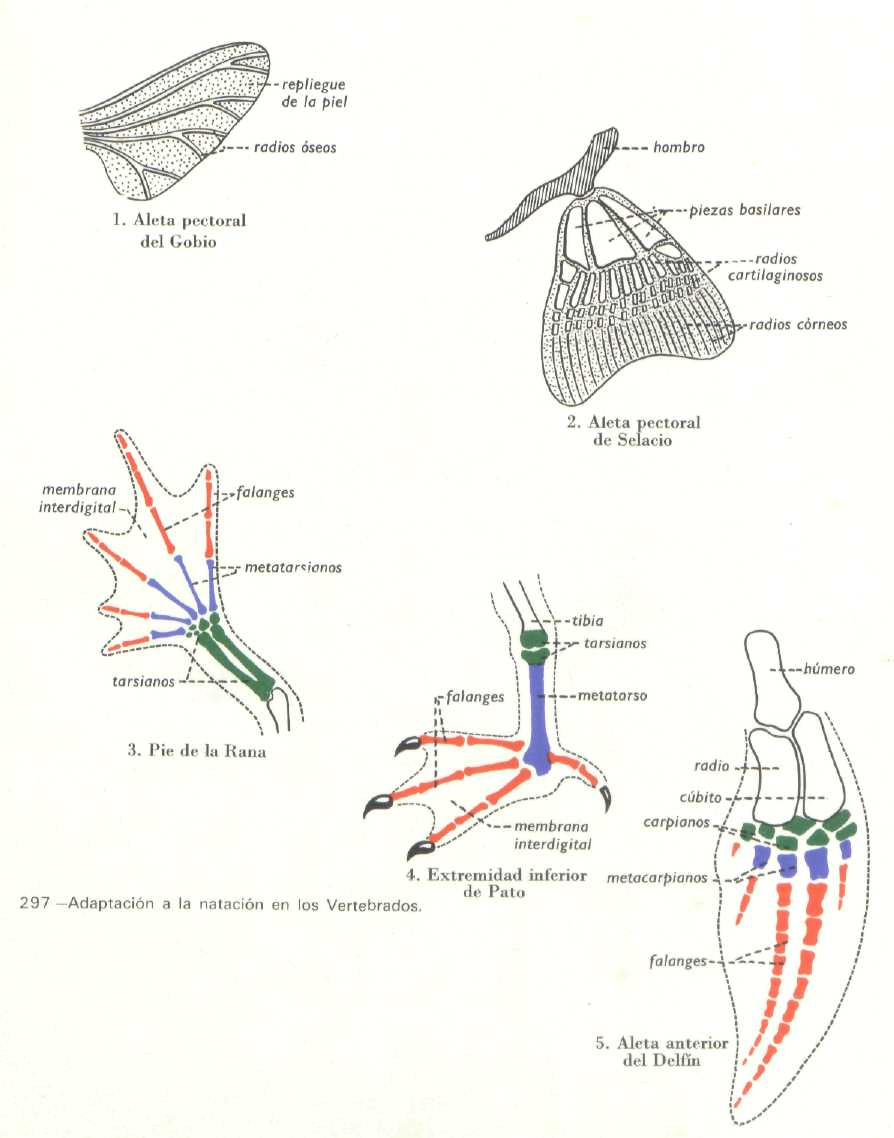 repliegue
de la piel
radios óseos
1. Aleta pectoral
del Gobio
hombro
piezas basilares
radios
cartilaginosos
radios córneos
2. Aleta pectoral
de Selacio
membrana
interdigital
falanges
metatarsianos
tarsianos
3. Pie de la Rana
tibia
tarsianos
falanges
metatorso
membrana
interdigital
4. Extremidad inferior
de Pato
húmero
radio
cúbito
carpianos
metacarpianos
falanges
5. Aleta anterior
del Delfín
297 —Adaptación a la natación en los Vertebrados.